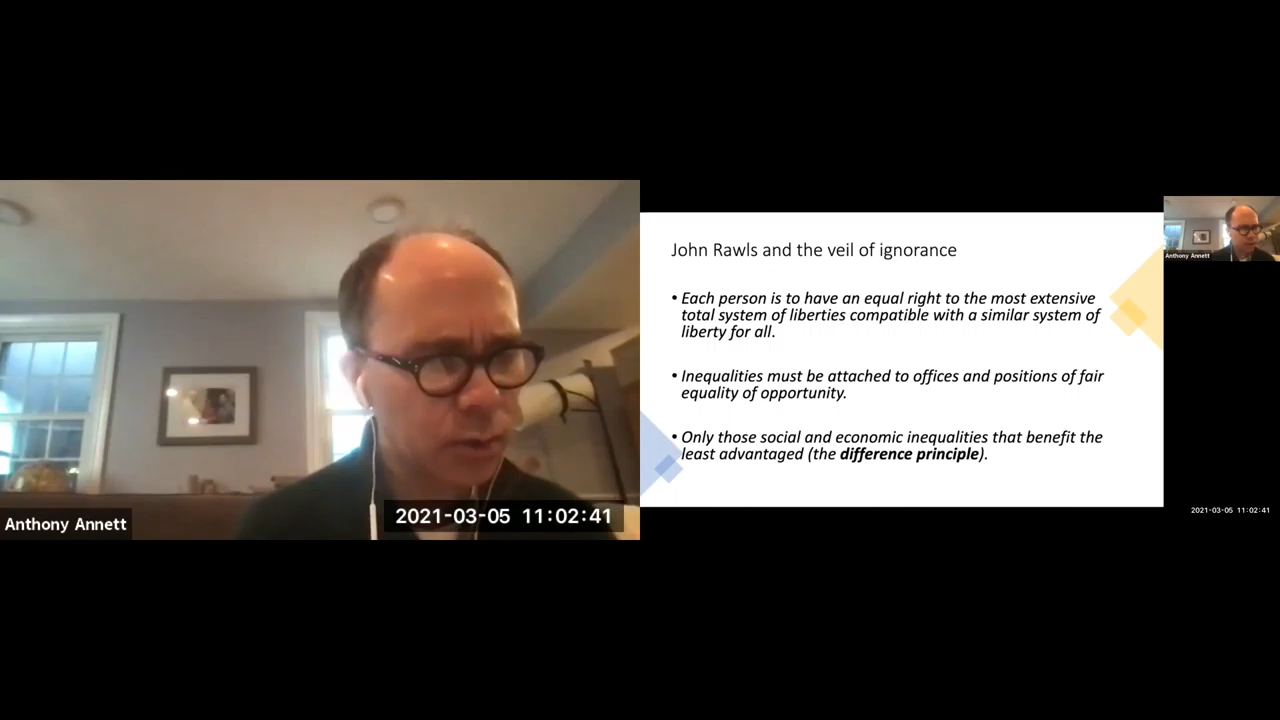 John Rawls and the veil of ignorance
• Each person is to have an equal right to the most extensive
total system of liberties compatible with a similar system of
liberty for all.
• Inequalities must be attached to offices and positions of fair
equality of opportunity.
• Only those social and economic inequalities that benefit the
least advantaged (the difference principle).
Anthony Annett
2021-03-05 11:02:41
Anthony Annett
2021-03-05 11:02:41